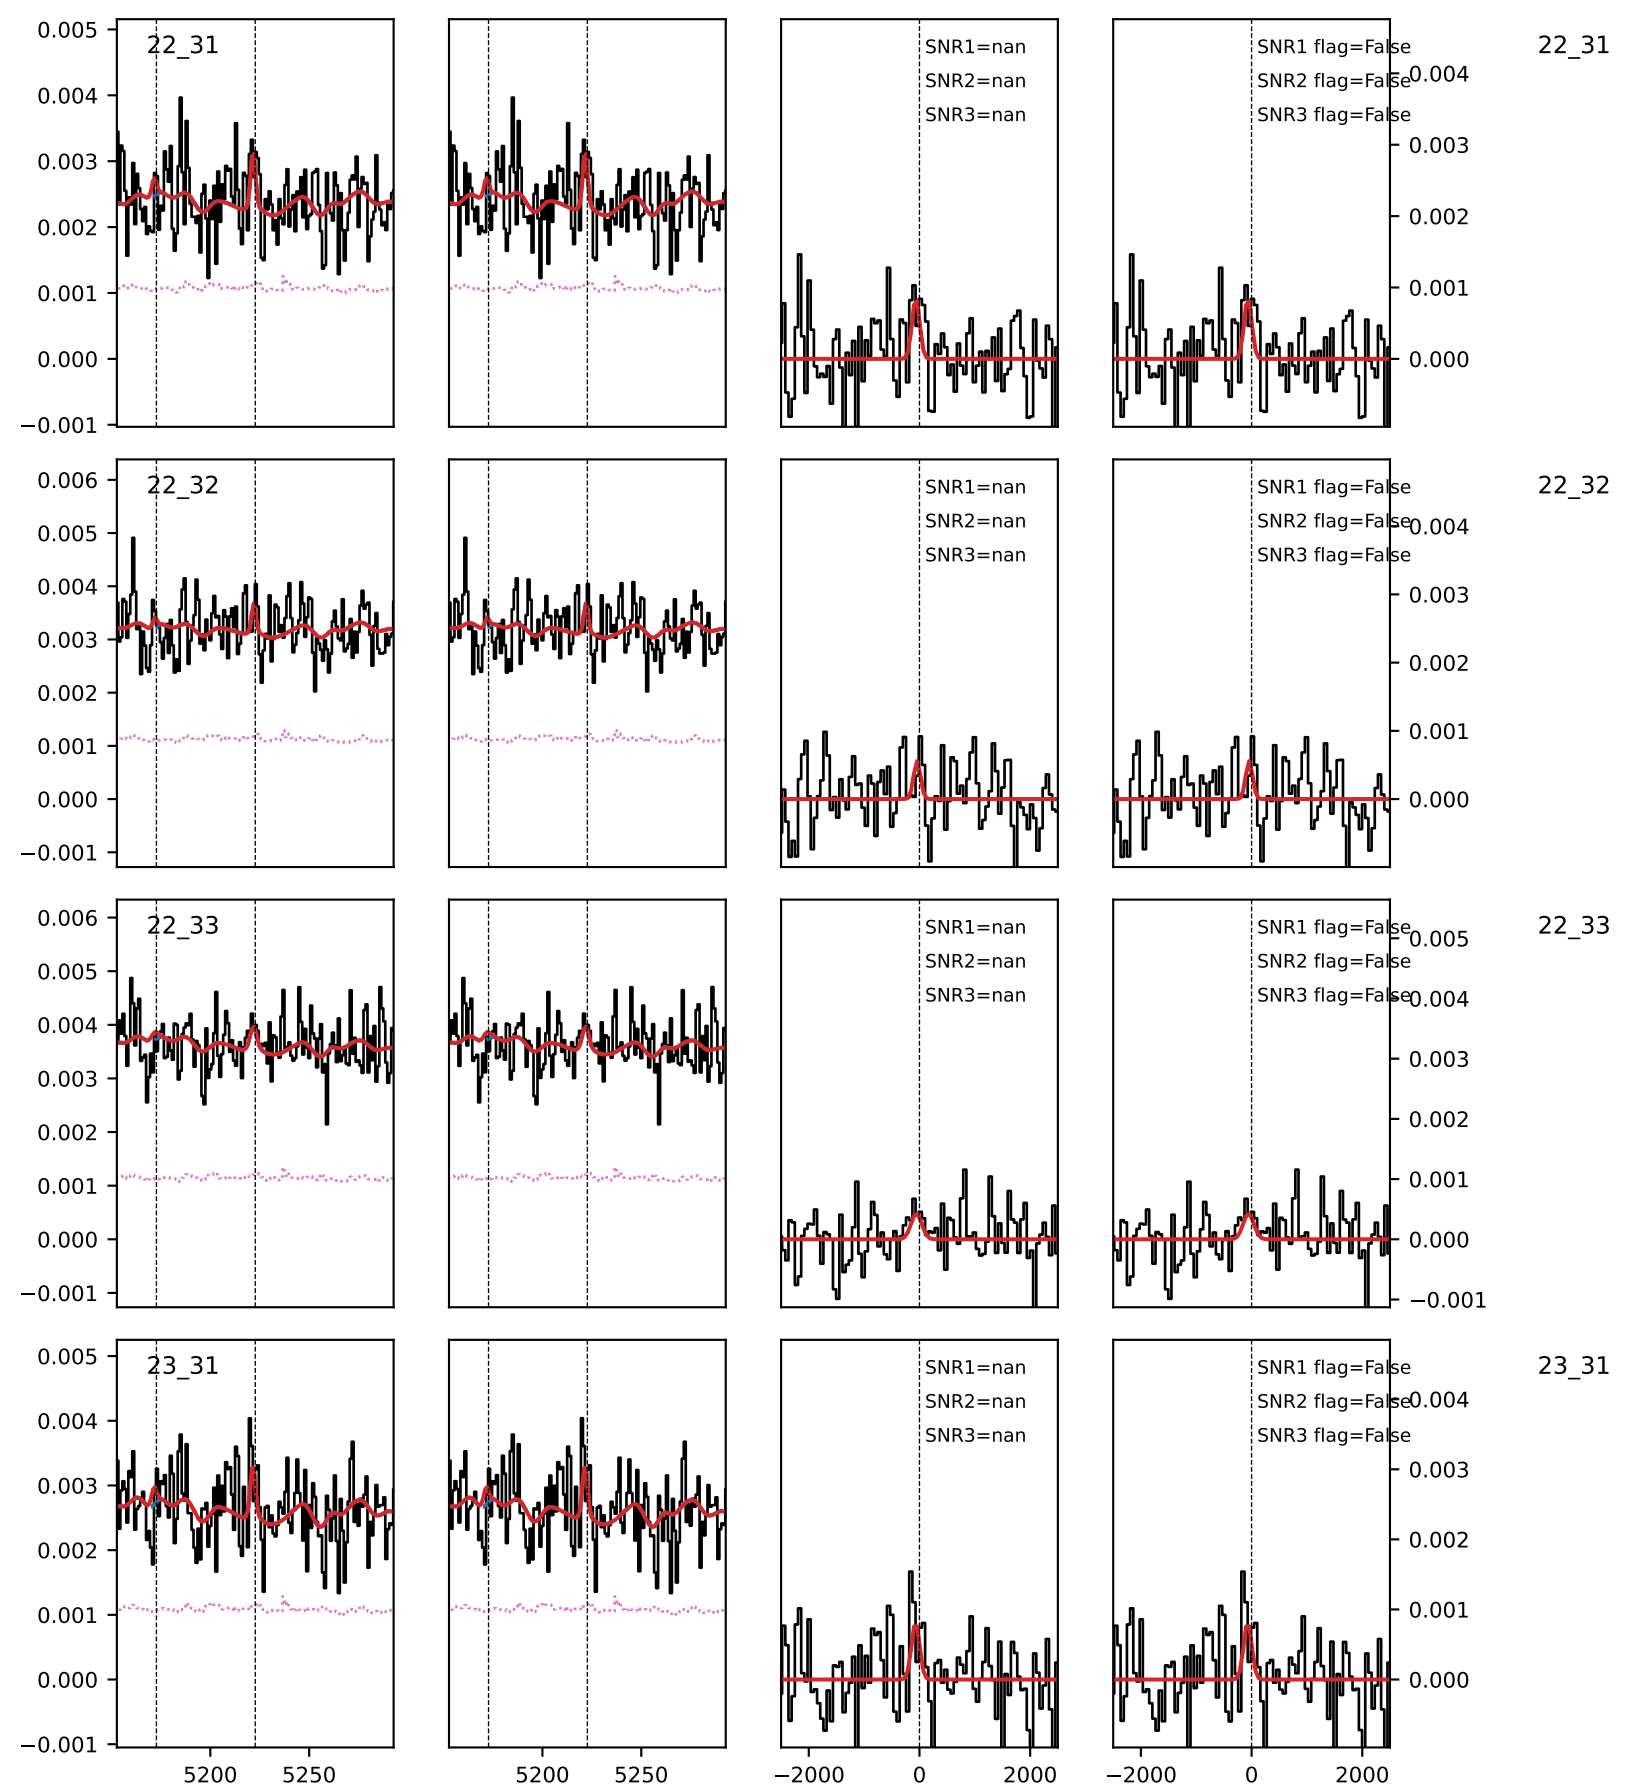 0.005
22_31
SNR1=nan
SNR1 flag=False
22_31
0.004
SNR2=nan
SNR2 flag=False
0.004
SNR3=nan
SNR3 flag=False
0.003
0.003
0.002
0.002
0.001
0.001
0.000
0.000
−0.001
0.006
22_32
SNR1=nan
SNR1 flag=False
22_32
0.005
SNR2=nan
SNR2 flag=False
0.004
SNR3=nan
SNR3 flag=False
0.004
0.003
0.003
0.002
0.002
0.001
0.001
0.000
0.000
−0.001
0.006
22_33
SNR1=nan
SNR1 flag=False
22_33
0.005
0.005
SNR2=nan
SNR2 flag=False
SNR3=nan
SNR3 flag=False
0.004
0.004
0.003
0.003
0.002
0.002
0.001
0.001
0.000
0.000
−0.001
−0.001
0.005
23_31
SNR1=nan
SNR1 flag=False
23_31
0.004
SNR2=nan
SNR2 flag=False
0.004
SNR3=nan
SNR3 flag=False
0.003
0.003
0.002
0.002
0.001
0.001
0.000
0.000
−0.001
5200 5250 5200 5250 −2000 0 2000 −2000 0 2000